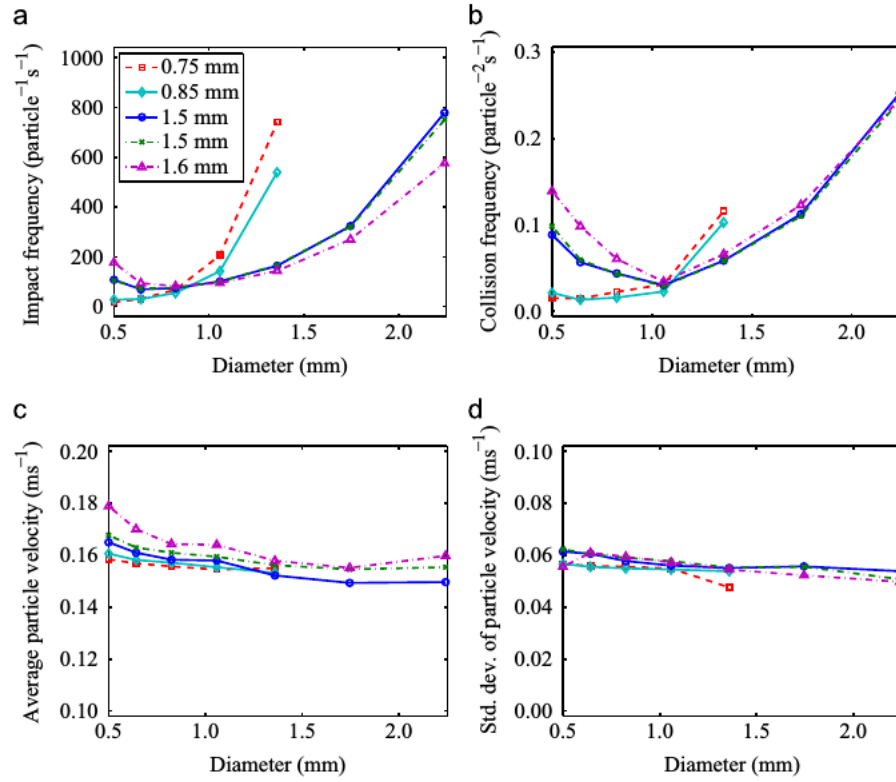 a
Impact frequency (particle⁻¹s⁻¹)
1000
800
600
400
200
0
0.75 mm
0.85 mm
1.5 mm
1.5 mm
1.6 mm
0.5 1.0 1.5 2.0
Diameter (mm)
b
Collision frequency (particle⁻²s⁻¹)
0.3
0.2
0.1
0.0
0.5 1.0 1.5 2.0
Diameter (mm)
c
Average particle velocity (ms⁻¹)
0.20
0.18
0.16
0.14
0.12
0.10
0.5 1.0 1.5 2.0
Diameter (mm)
d
Std. dev. of particle velocity (ms⁻¹)
0.10
0.08
0.06
0.04
0.02
0.00
0.5 1.0 1.5 2.0
Diameter (mm)